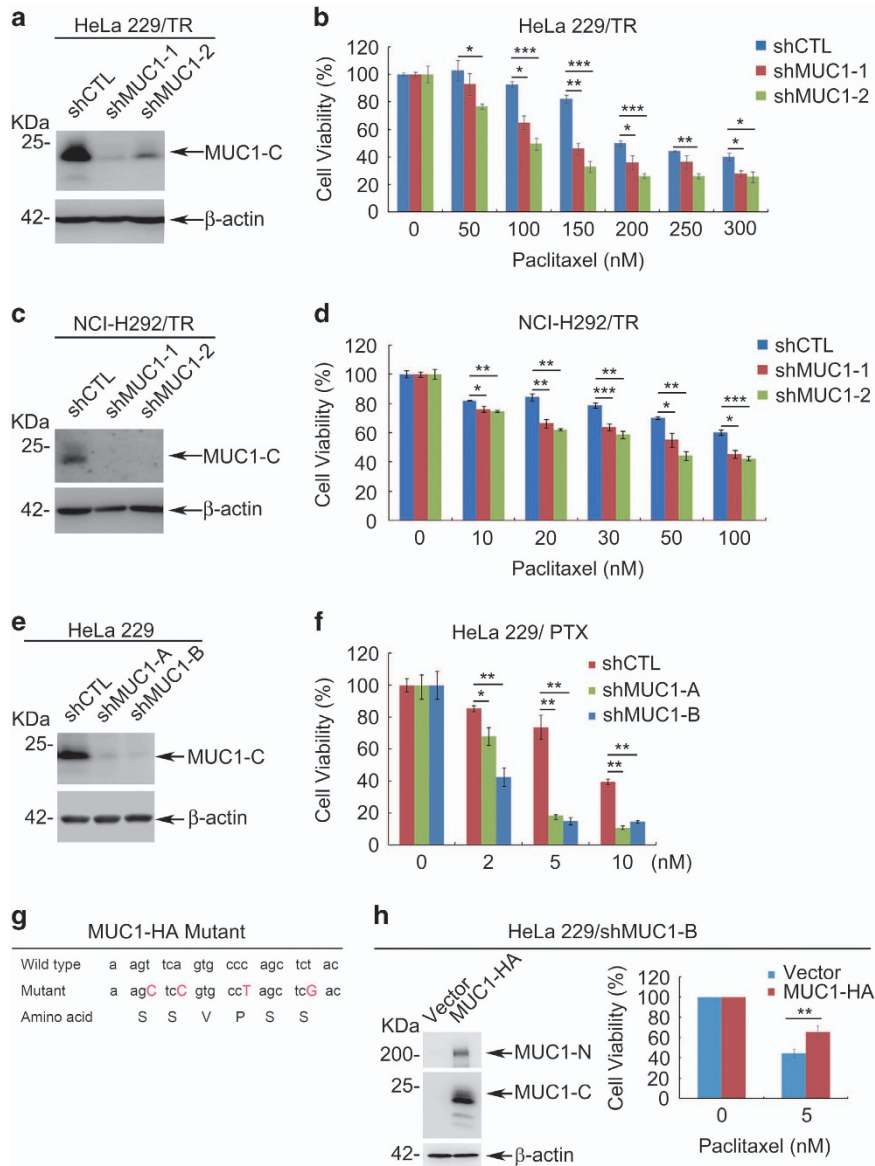 a
HeLa 229/TR
shCTL
shMUC1-1
shMUC1-2
KDa
25-
MUC1-C
42-
β-actin
b
HeLa 229/TR
Cell Viability (%)
120
100
80
60
40
20
0
* *** * *** ** *** * ** * *
shCTL
shMUC1-1
shMUC1-2
0 50 100 150 200 250 300
Paclitaxel (nM)
c
NCI-H292/TR
shCTL
shMUC1-1
shMUC1-2
KDa
25-
MUC1-C
42-
β-actin
d
NCI-H292/TR
Cell Viability (%)
120
100
80
60
40
20
0
** * ** ** ** *** ** * *** *
shCTL
shMUC1-1
shMUC1-2
0 10 20 30 50 100
Paclitaxel (nM)
e
HeLa 229
shCTL
shMUC1-A
shMUC1-B
KDa
25-
MUC1-C
42-
β-actin
f
HeLa 229/ PTX
Cell Viability (%)
120
100
80
60
40
20
0
** * ** ** ** **
shCTL
shMUC1-A
shMUC1-B
0 2 5 10 (nM)
g
MUC1-HA Mutant
Wild type a agt tca gtg ccc agc tct ac
Mutant a agC tcC gtg ccT agc tcG ac
Amino acid S S V P S S
h
HeLa 229/shMUC1-B
Vector
MUC1-HA
KDa
200-
MUC1-N
25-
MUC1-C
42-
β-actin
Cell Viability (%)
120
100
80
60
40
20
0
**
Vector
MUC1-HA
0 5
Paclitaxel (nM)